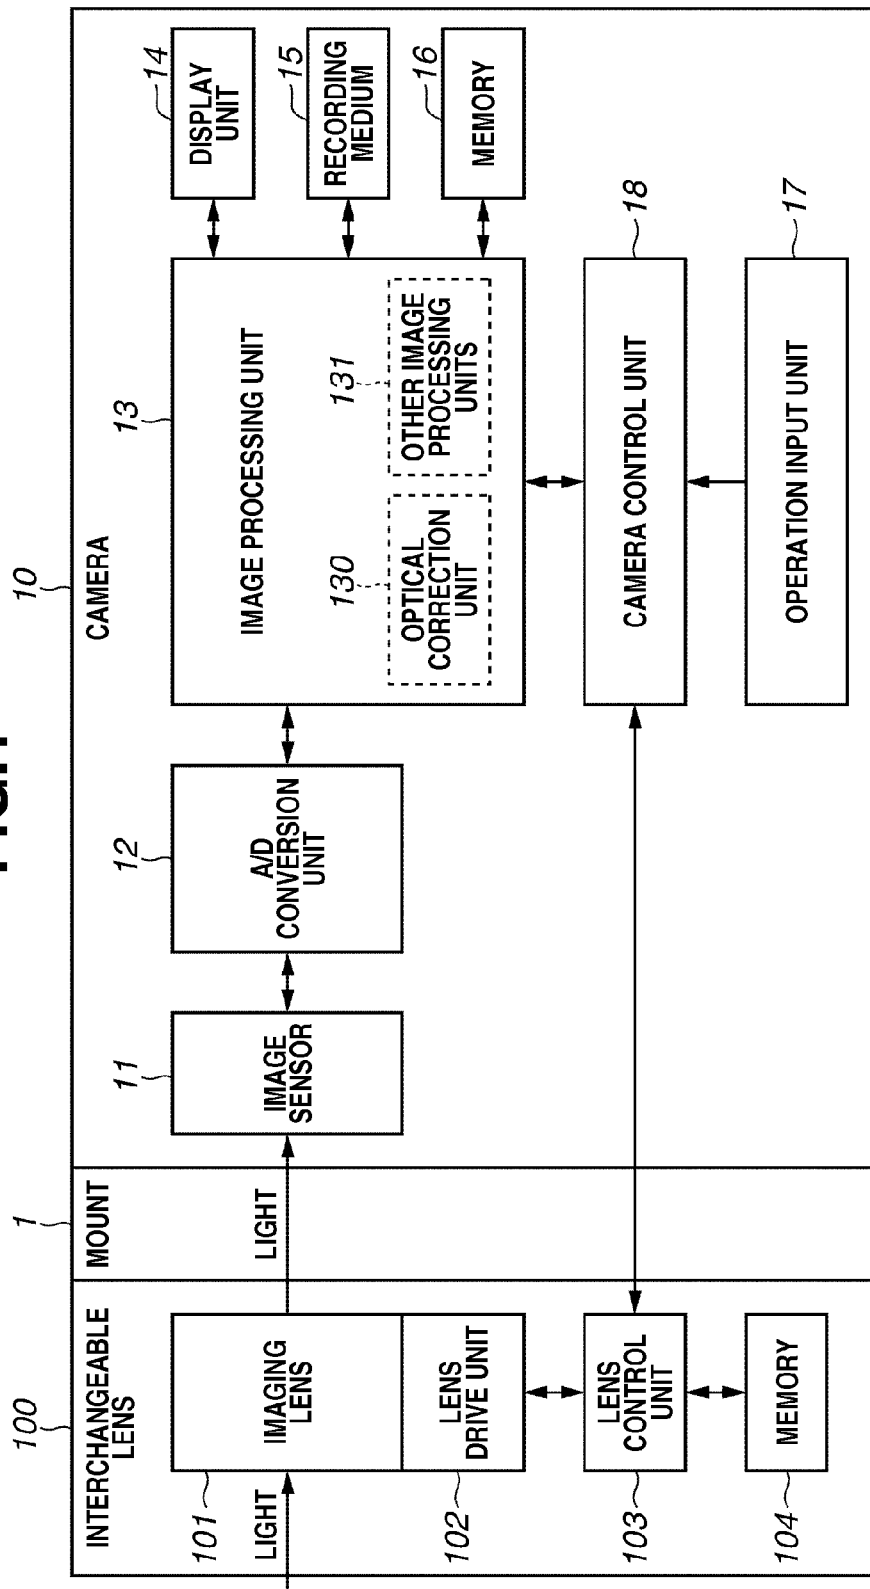 FIG.1
100
INTERCHANGEABLE
LENS
1
MOUNT
10
CAMERA
101
LIGHT
IMAGING
LENS
LIGHT
11
IMAGE
SENSOR
12
A/D
CONVERSION
UNIT
13
IMAGE PROCESSING UNIT
130
OPTICAL
CORRECTION
UNIT
131
OTHER IMAGE
PROCESSING
UNITS
14
DISPLAY
UNIT
15
RECORDING
MEDIUM
16
MEMORY
102
LENS
DRIVE UNIT
103
LENS
CONTROL
UNIT
18
CAMERA CONTROL UNIT
104
MEMORY
17
OPERATION INPUT UNIT